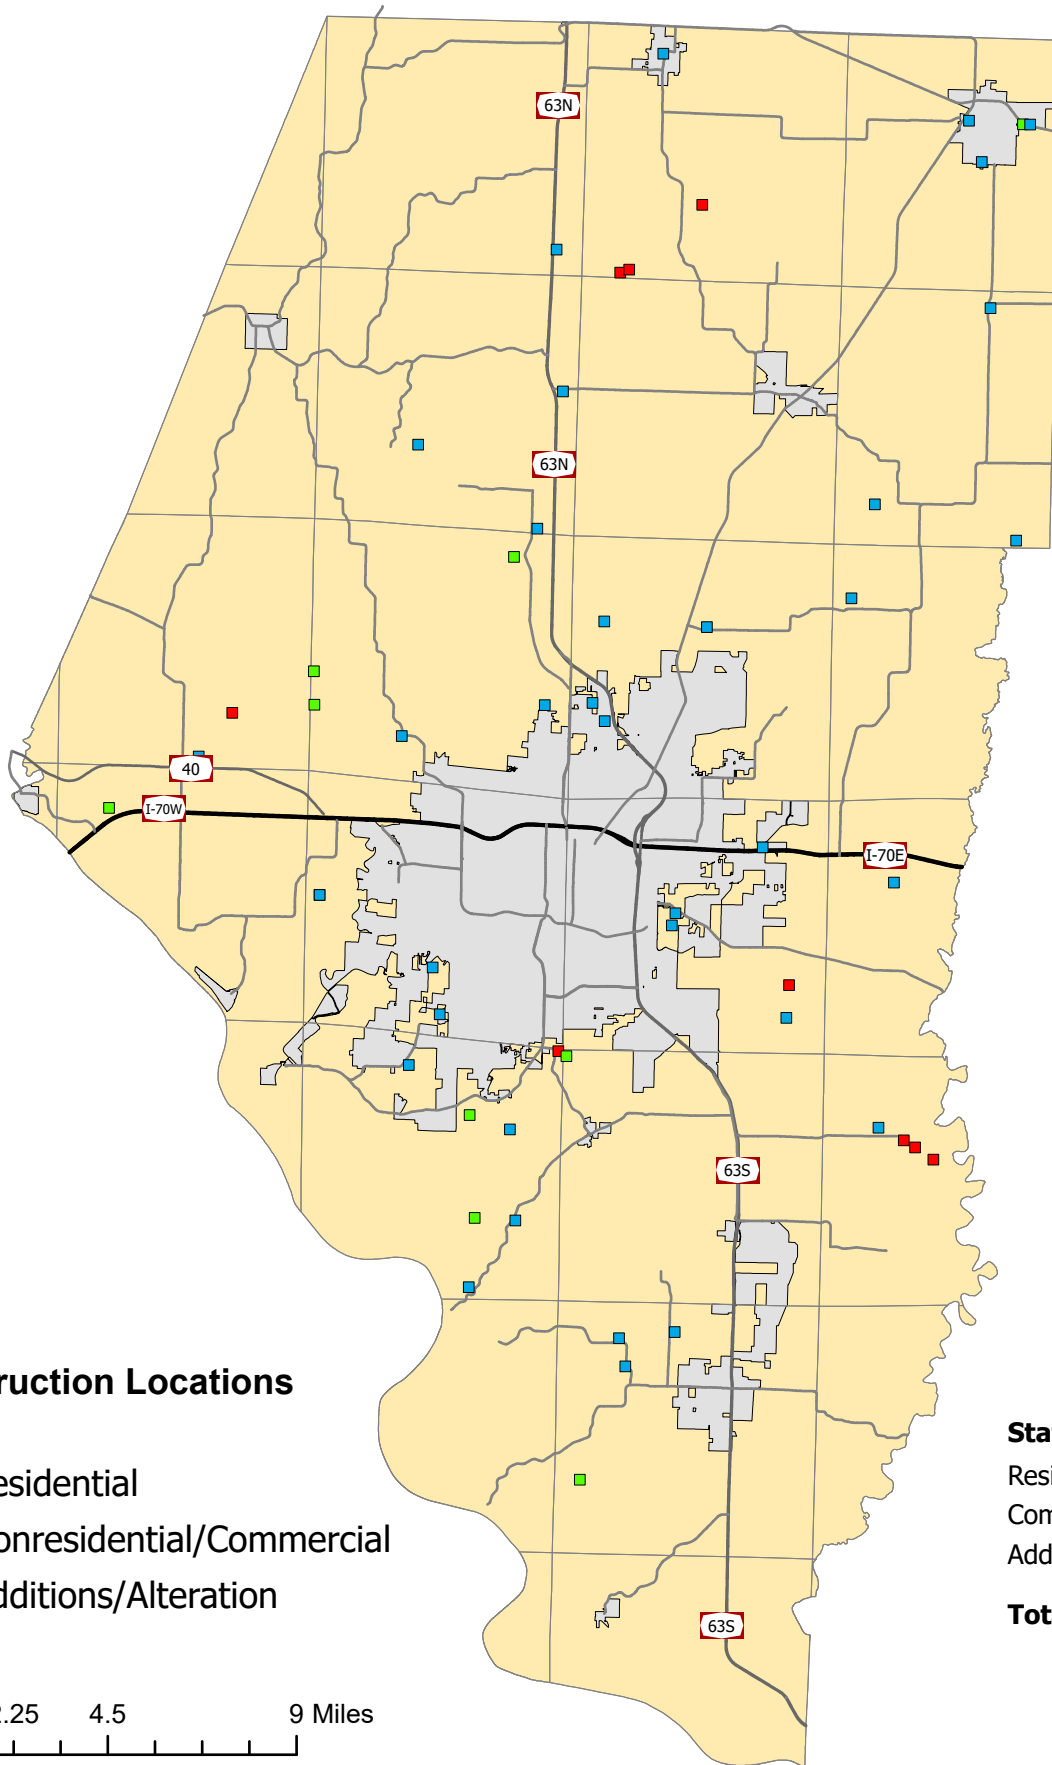 63N
63N
40
I-70W
I-70E
63S
ruction Locations
esidential
onresidential/Commercial
dditions/Alteration
Sta
Resi
Com
Add
Tot
63S
2.25 4.5 9 Miles